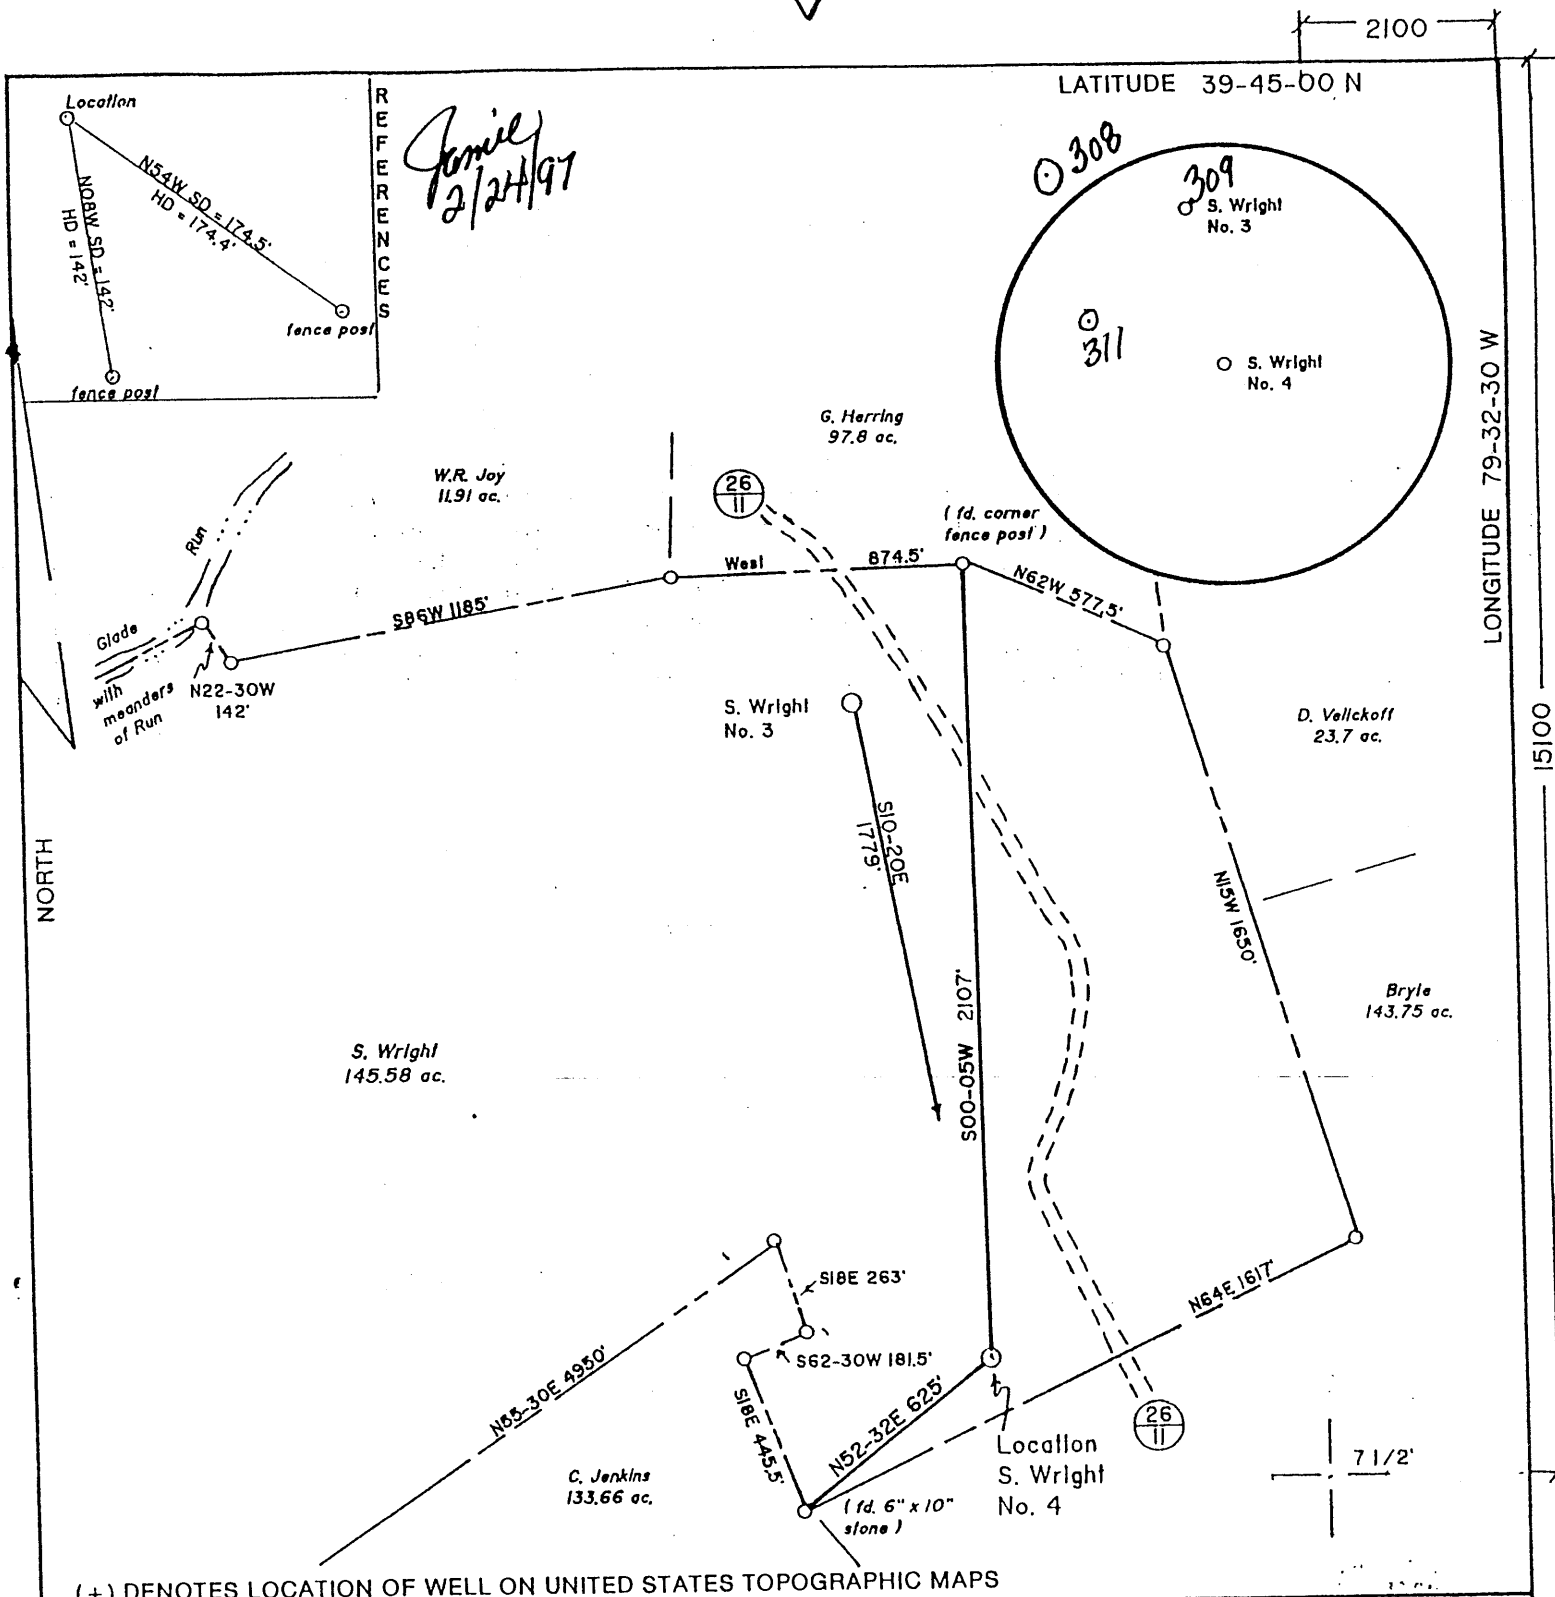 2100
LATITUDE 39-45-00 N
Location
REFERENCES
N54W SD = 174.5'
HD = 174.4'
N08W SD = 142'
HD = 142'
fence post
fence post
Jamie
2/24/97
308
309
S. Wright
No. 3
311
S. Wright
No. 4
LONGITUDE 79-32-30 W
G. Herring
97.8 ac.
W.R. Joy
11.91 ac.
26
11
( fd. corner
fence post )
West 874.5'
N62W 577.5'
S86W 1185'
Run
Glade
with
meanders
of Run
N22-30W
142'
S. Wright
No. 3
D. Velickoff
23.7 ac.
15100
S10-20E
1779'
NORTH
N15W 1650'
S00-05W 2107'
Bryle
143.75 ac.
S. Wright
145.58 ac.
S18E 263'
N64E 1617'
S62-30W 181.5'
N55-30E 4950'
S18E 445.5'
N52-32E 625'
26
11
Location
S. Wright
No. 4
7 1/2'
C. Jenkins
133.66 ac.
( fd. 6" x 10"
stone )
(+) DENOTES LOCATION OF WELL ON UNITED STATES TOPOGRAPHIC MAPS